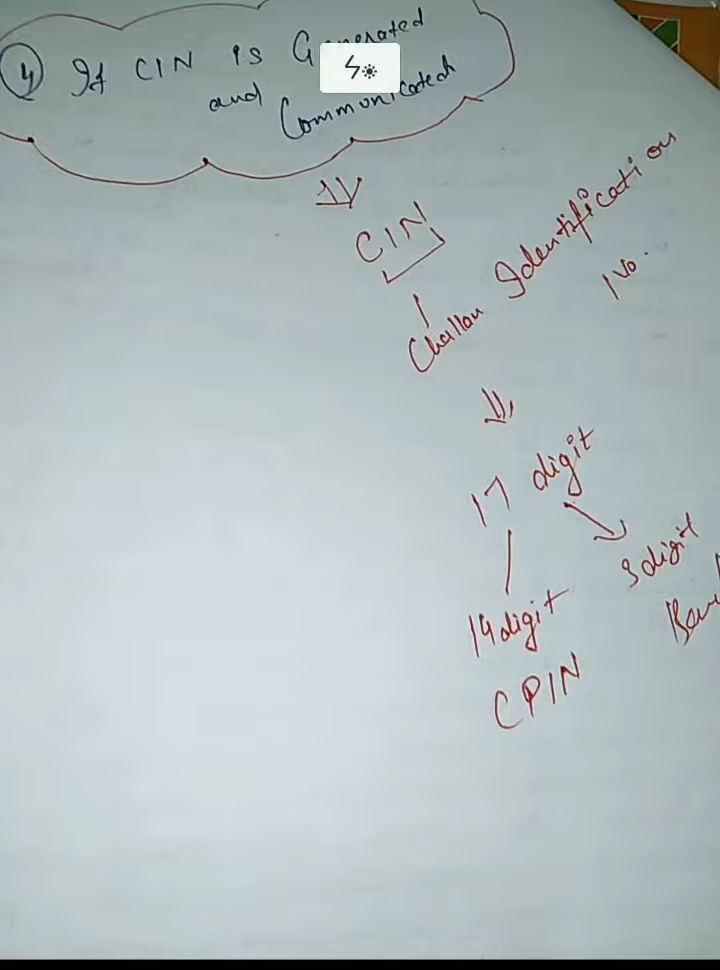 4 If CIN is Generated
and Communicated
CIN
Challan Identification
No.
17 digit
14 digit
CPIN
3 digit